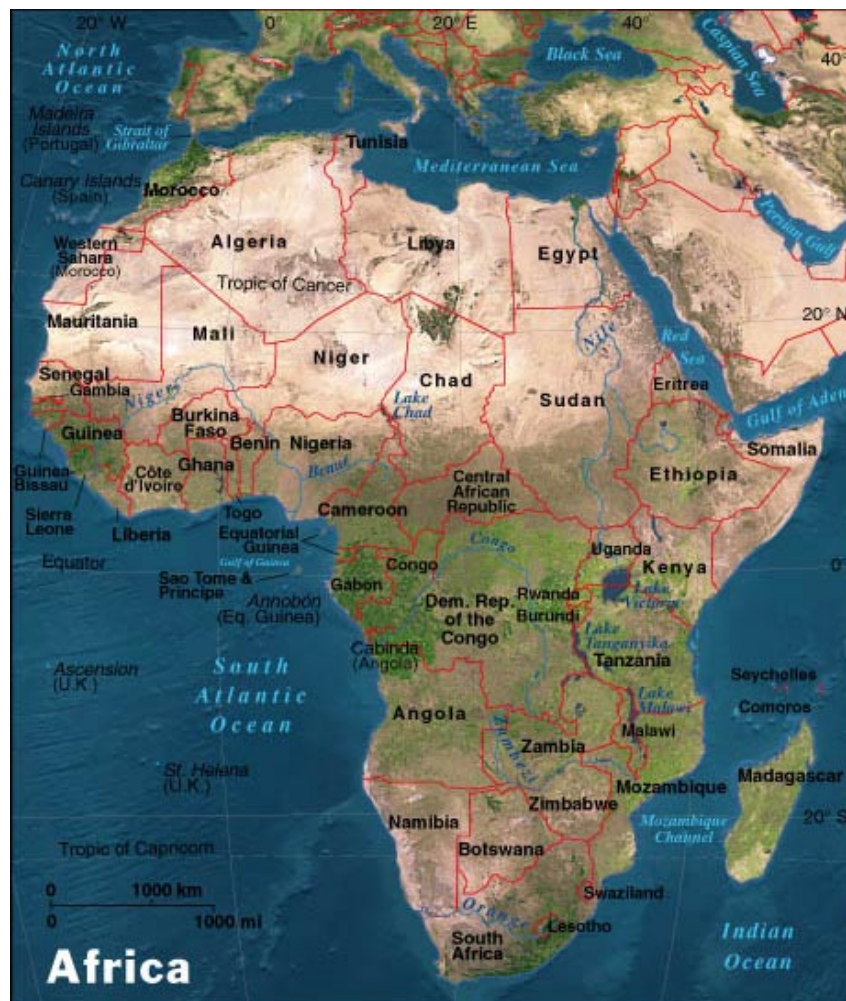 20° W
0°
20° E
40°
North
Atlantic
Ocean
Black Sea
Caspian Sea
40°
Madeira
Islands
(Portugal)
Strait of
Gibraltar
Tunisia
Mediterranean Sea
Canary Islands
(Spain)
Morocco
Persian Gulf
Western
Sahara
(Morocco)
Algeria
Libya
Egypt
Tropic of Cancer
Mauritania
Mali
Niger
Chad
Nile
Red
Sea
20° N
Senegal
Gambia
Niger
Lake
Chad
Sudan
Eritrea
Gulf of Aden
Guinea
Burkina
Faso
Benin
Nigeria
Somalia
Guinea
Bissau
Côte
d'Ivoire
Ghana
Benue
Central
African
Republic
Ethiopia
Sierra
Leone
Liberia
Togo
Cameroon
Equatorial
Guinea
Equator
Gulf of Guinea
Congo
Congo
Uganda
Kenya
0°
Sao Tome &
Principe
Gabon
Annobón
(Eq. Guinea)
Dem. Rep.
of the
Congo
Rwanda
Burundi
Lake
Victoria
Cabinda
(Angola)
Lake
Tanganyika
Tanzania
Ascension
(U.K.)
South
Atlantic
Ocean
Seychelles
Comoros
Angola
Lake
Malawi
Malawi
Zambia
Zambezi
St. Helena
(U.K.)
Mozambique
Madagascar
Zimbabwe
Namibia
Botswana
Mozambique
Channel
20° S
Tropic of Capricorn
0
1000 km
0
1000 mi
Swaziland
Orange
Lesotho
South
Africa
Indian
Ocean
Africa